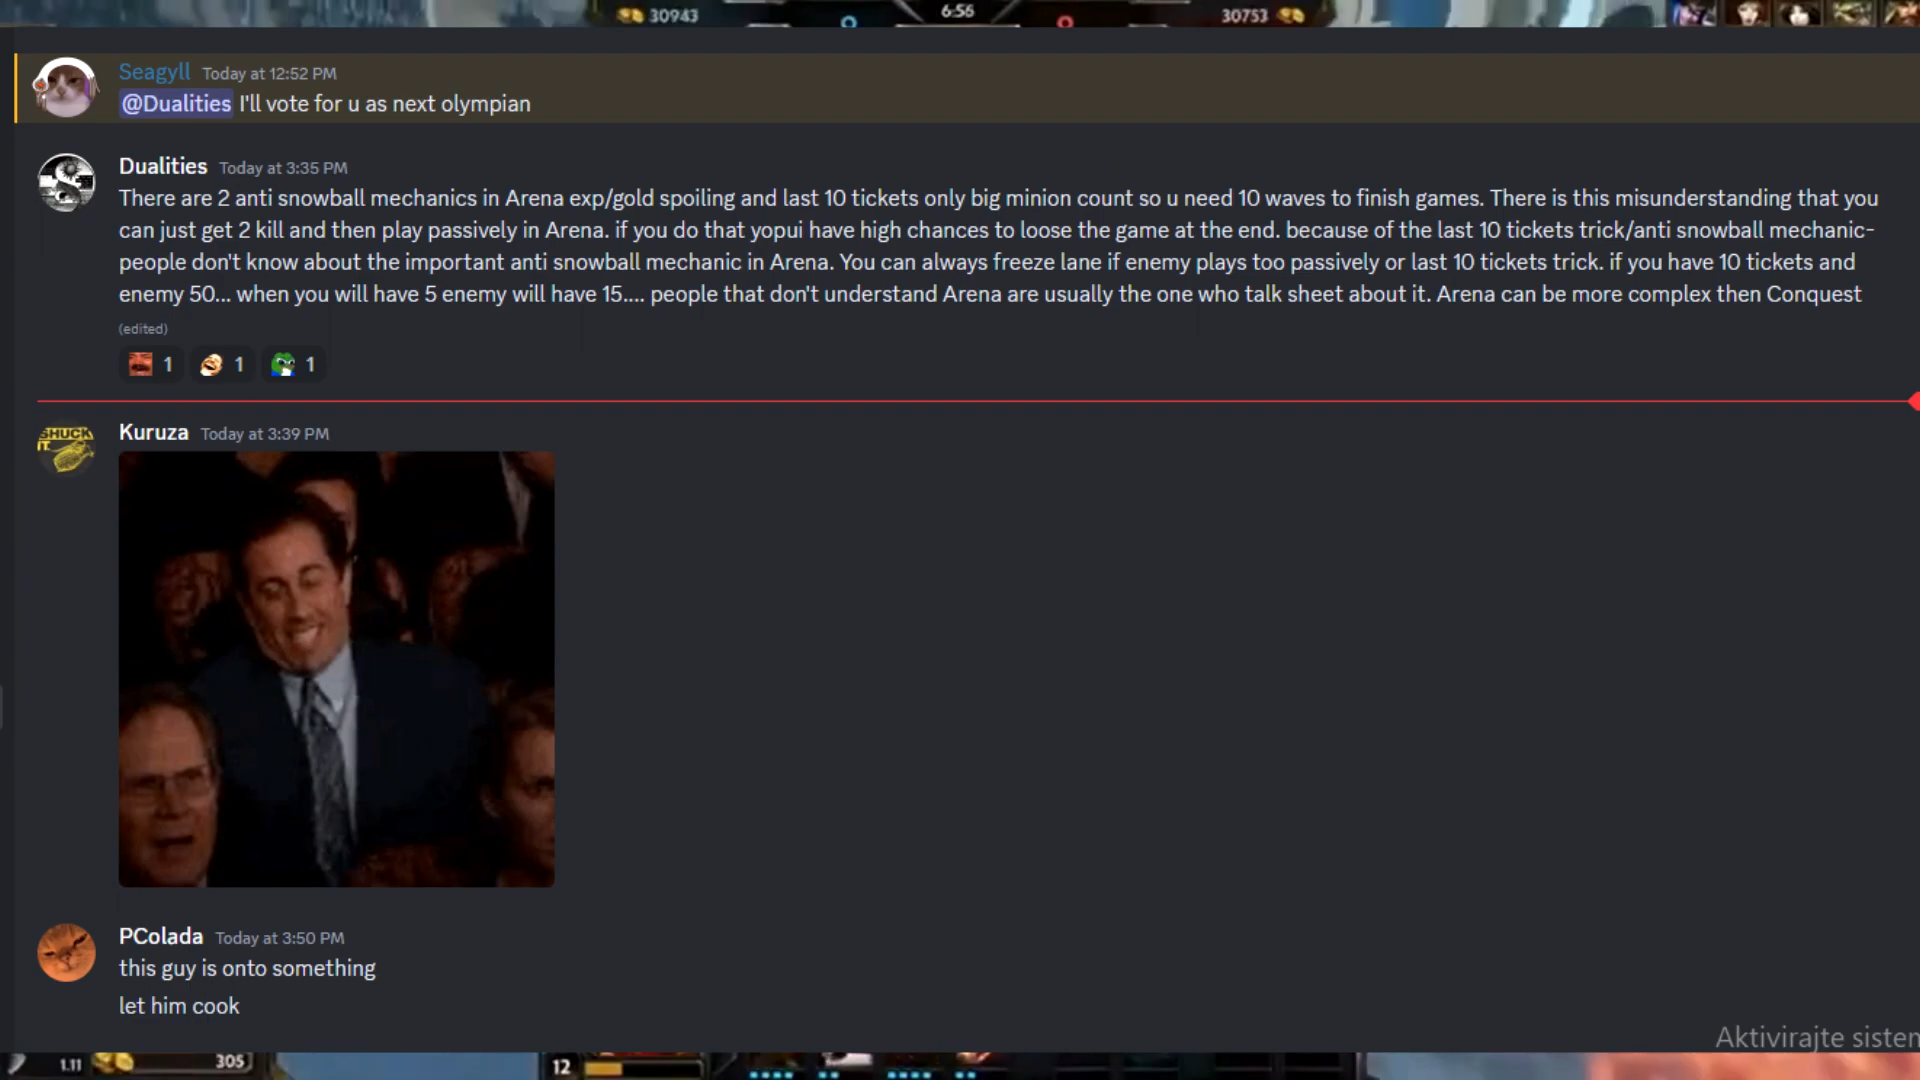 30943
6:56
30753
Seagyll Today at 12:52 PM
@Dualities I'll vote for u as next olympian
Dualities Today at 3:35 PM
There are 2 anti snowball mechanics in Arena exp/gold spoiling and last 10 tickets only big minion count so u need 10 waves to finish games. There is this misunderstanding that you
can just get 2 kill and then play passively in Arena. if you do that yopui have high chances to loose the game at the end. because of the last 10 tickets trick/anti snowball mechanic-
people don't know about the important anti snowball mechanic in Arena. You can always freeze lane if enemy plays too passively or last 10 tickets trick. if you have 10 tickets and
enemy 50... when you will have 5 enemy will have 15.... people that don't understand Arena are usually the one who talk sheet about it. Arena can be more complex then Conquest
(edited)
1 1 1
SHUCK
IT
Kuruza Today at 3:39 PM
PColada Today at 3:50 PM
this guy is onto something
let him cook
Aktivirajte sisten
1.11
305
12